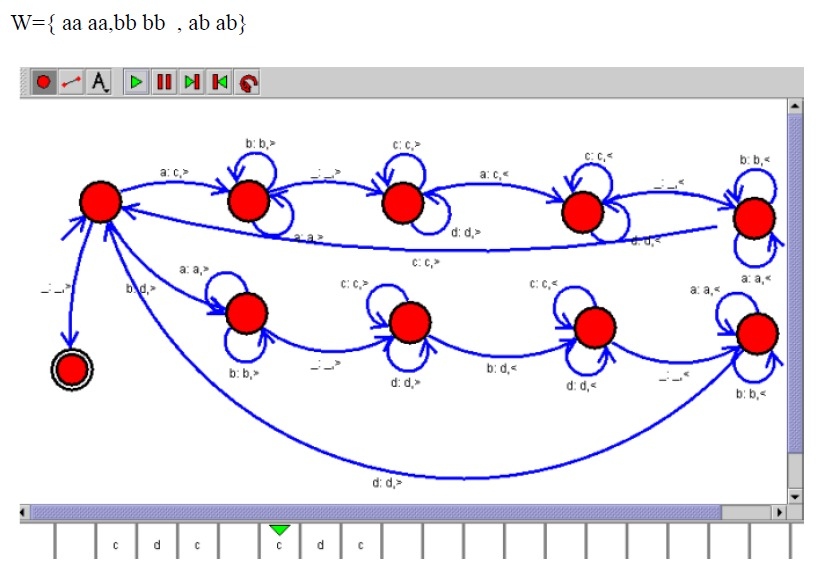 W={ aa aa,bb bb  , ab ab}
A
b: b,> c: c,> c: c,< b: b,<
a: c,> _: _,> a: c,< _: _,<
a: a,> d: d,> d: d,<
c: c,> a: a,<
_: _,> b: d,> a: a,> c: c,> c: c,< a: a,<
b: b,> _: _,> d: d,> b: d,< d: d,< _: _,< b: b,<
d: d,>
c d c c d c